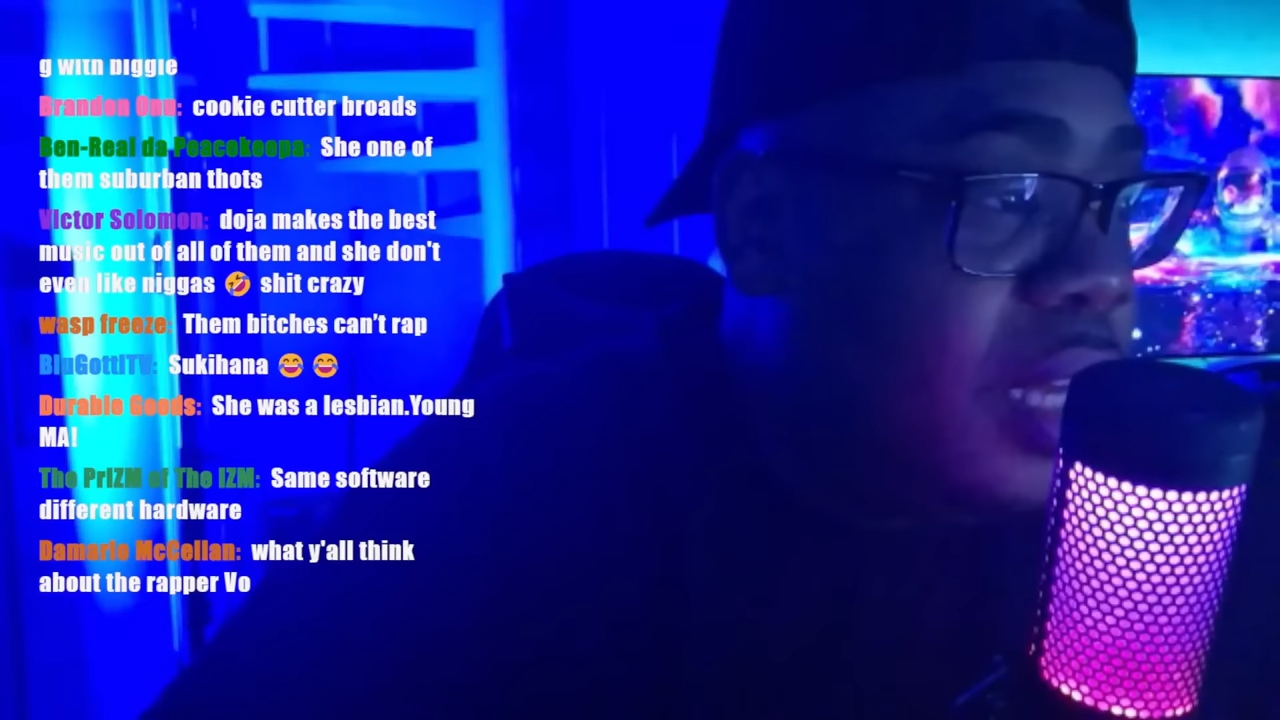 g with biggie
Brandon Onn: cookie cutter broads
Ben-Real da Peacekeepa: She one of
them suburban thots
Victor Solomon: doja makes the best
music out of all of them and she don't
even like niggas 🤣 shit crazy
wasp freeze: Them bitches can't rap
BluGottITV: Sukihana 😂 😂
Durable Goods: She was a lesbian.Young
MA!
The PrIZM of The IZM: Same software
different hardware
Damario McCellan: what y'all think
about the rapper Vo